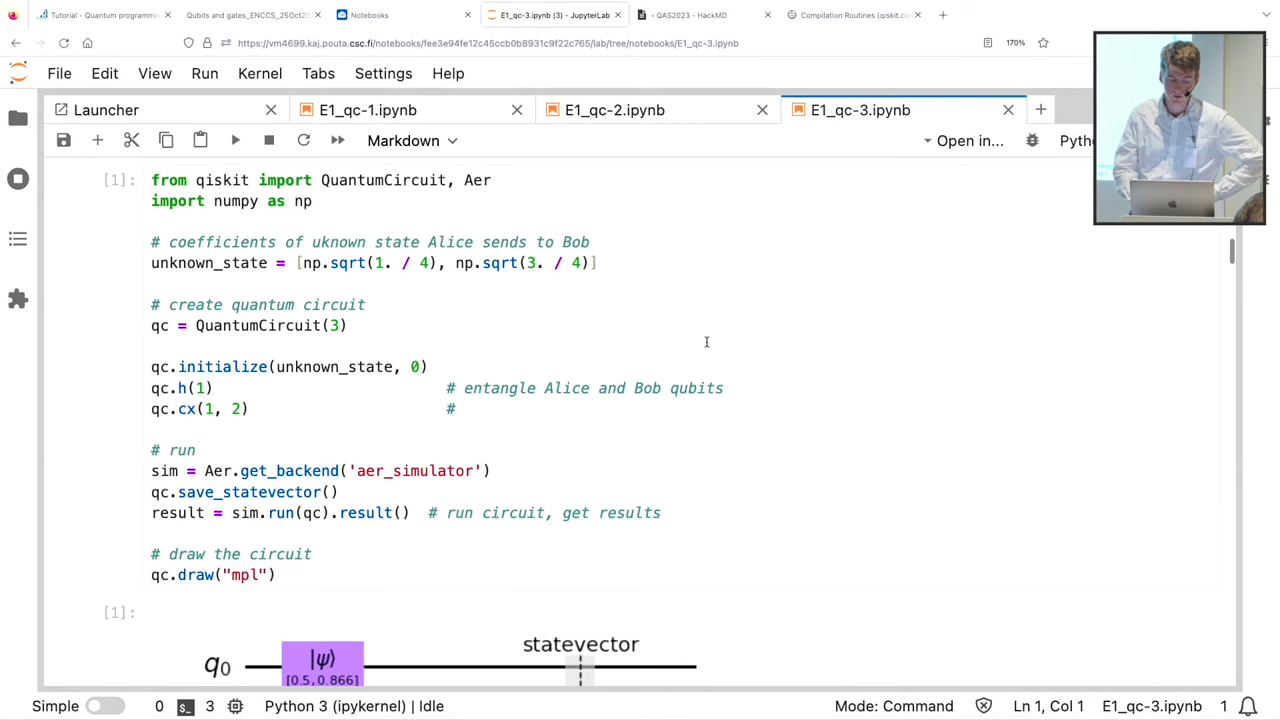 Tutorial - Quantum programmin
Qubits and gates_ENCCS_25Oct20
Notebooks
E1_qc-3.ipynb (3) - JupyterLab
• QAS2023 - HackMD
Compilation Routines (qiskit.co
https://vm4699.kaj.pouta.csc.fi/notebooks/fee3e94fe12c45ccb0b8931c9f22c765/lab/tree/notebooks/E1_qc-3.ipynb
170%
File Edit View Run Kernel Tabs Settings Help
Launcher
E1_qc-1.ipynb
E1_qc-2.ipynb
E1_qc-3.ipynb
Markdown
Open in...
Pyth
[1]:
from qiskit import QuantumCircuit, Aer
import numpy as np
# coefficients of uknown state Alice sends to Bob
unknown_state = [np.sqrt(1. / 4), np.sqrt(3. / 4)]
# create quantum circuit
qc = QuantumCircuit(3)
qc.initialize(unknown_state, 0)
qc.h(1) # entangle Alice and Bob qubits
qc.cx(1, 2) #
# run
sim = Aer.get_backend('aer_simulator')
qc.save_statevector()
result = sim.run(qc).result() # run circuit, get results
# draw the circuit
qc.draw("mpl")
[1]:
statevector
q0
|ψ⟩
[0.5,0.866]
Simple
0
3
Python 3 (ipykernel) | Idle
Mode: Command
Ln 1, Col 1
E1_qc-3.ipynb
1